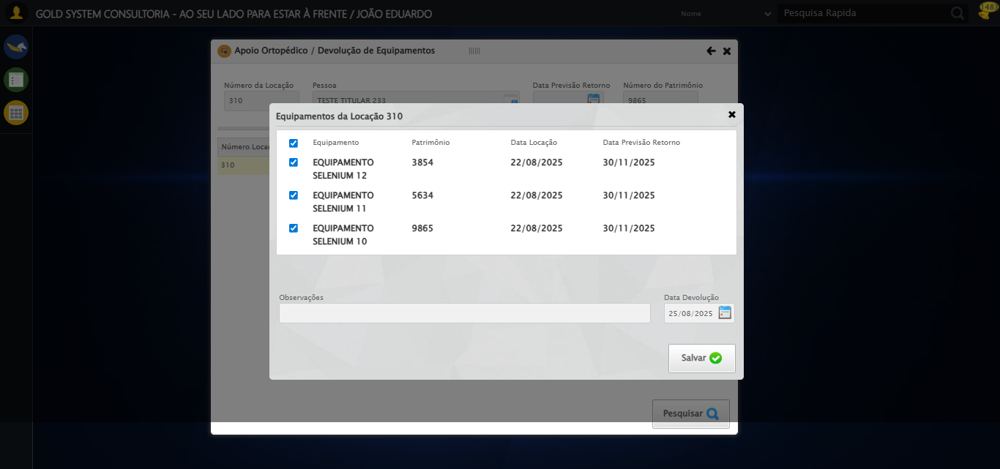 GOLD SYSTEM CONSULTORIA - AO SEU LADO PARA ESTAR À FRENTE / JOÃO EDUARDO
Nome
Pesquisa Rapida
1483
Apoio Ortopédico / Devolução de Equipamentos
Número da Locação Pessoa Data Previsão Retorno Número do Patrimônio
310 TESTE TITULAR 233 9865
Equipamentos da Locação 310
Número
310
Equipamento Patrimônio Data Locação Data Previsão Retorno
EQUIPAMENTO 3854 22/08/2025 30/11/2025
SELENIUM 12
EQUIPAMENTO 5634 22/08/2025 30/11/2025
SELENIUM 11
EQUIPAMENTO 9865 22/08/2025 30/11/2025
SELENIUM 10
Observações Data Devolução
25/08/2025
Salvar
Pesquisar